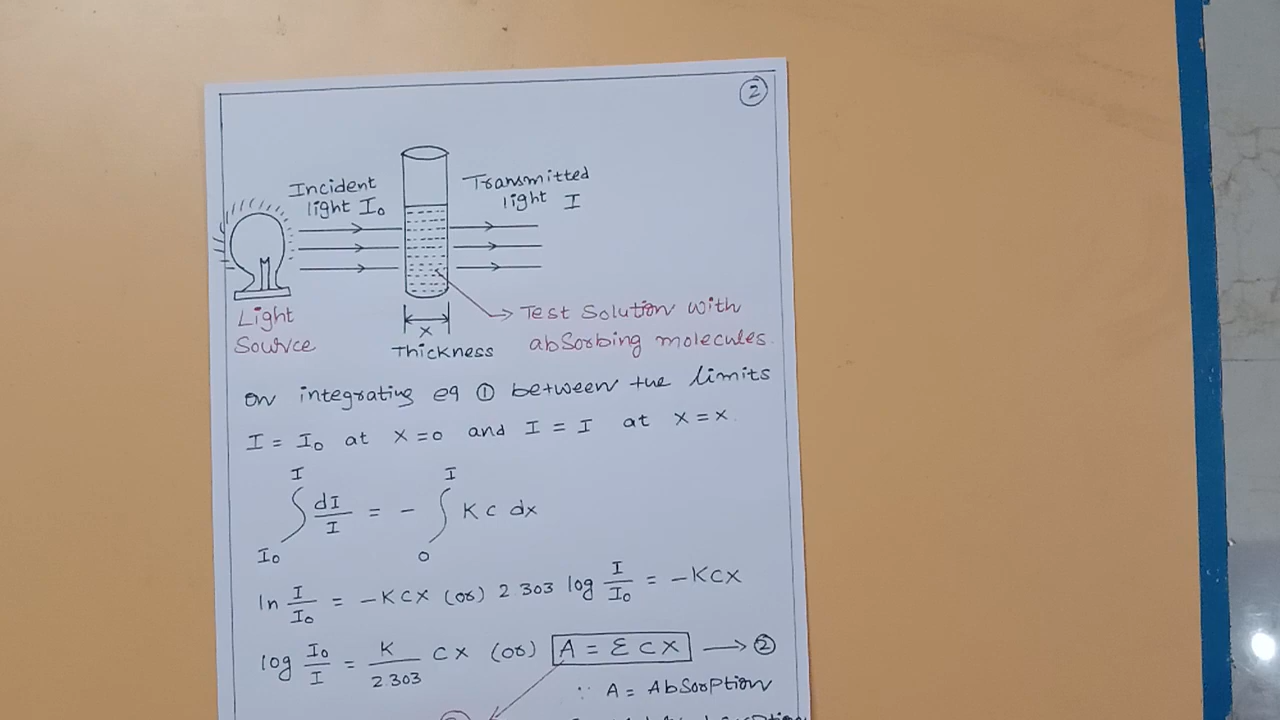 ②
Incident
light I₀
Transmitted
light I
Light
Source
x
Thickness
Test Solution with
absorbing molecules.
on integrating eq ① between the limits
I = I₀ at x=0 and I = I at x=x.
∫_{I₀}^{I} dI/I = - ∫_{0}^{I} K c dx
ln I/I₀ = -KCX (or) 2 303 log I/I₀ = -KCX
log I₀/I = K/2.303 CX (or) A = ƐCX → ②
∵ A = Absorption